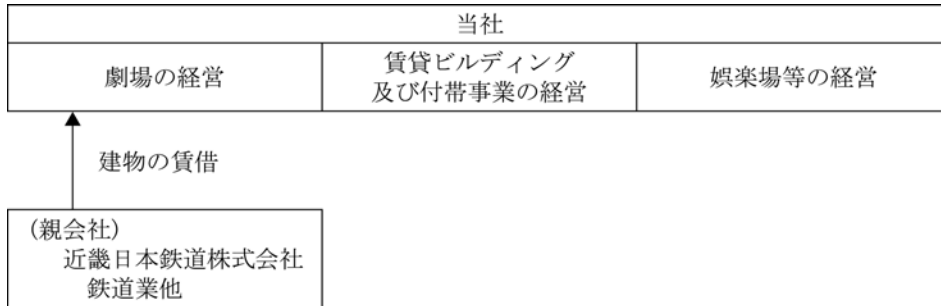 当社
劇場の経営
賃貸ビルディング
及び付帯事業の経営
娯楽場等の経営
建物の賃借
(親会社)
近畿日本鉄道株式会社
鉄道業他